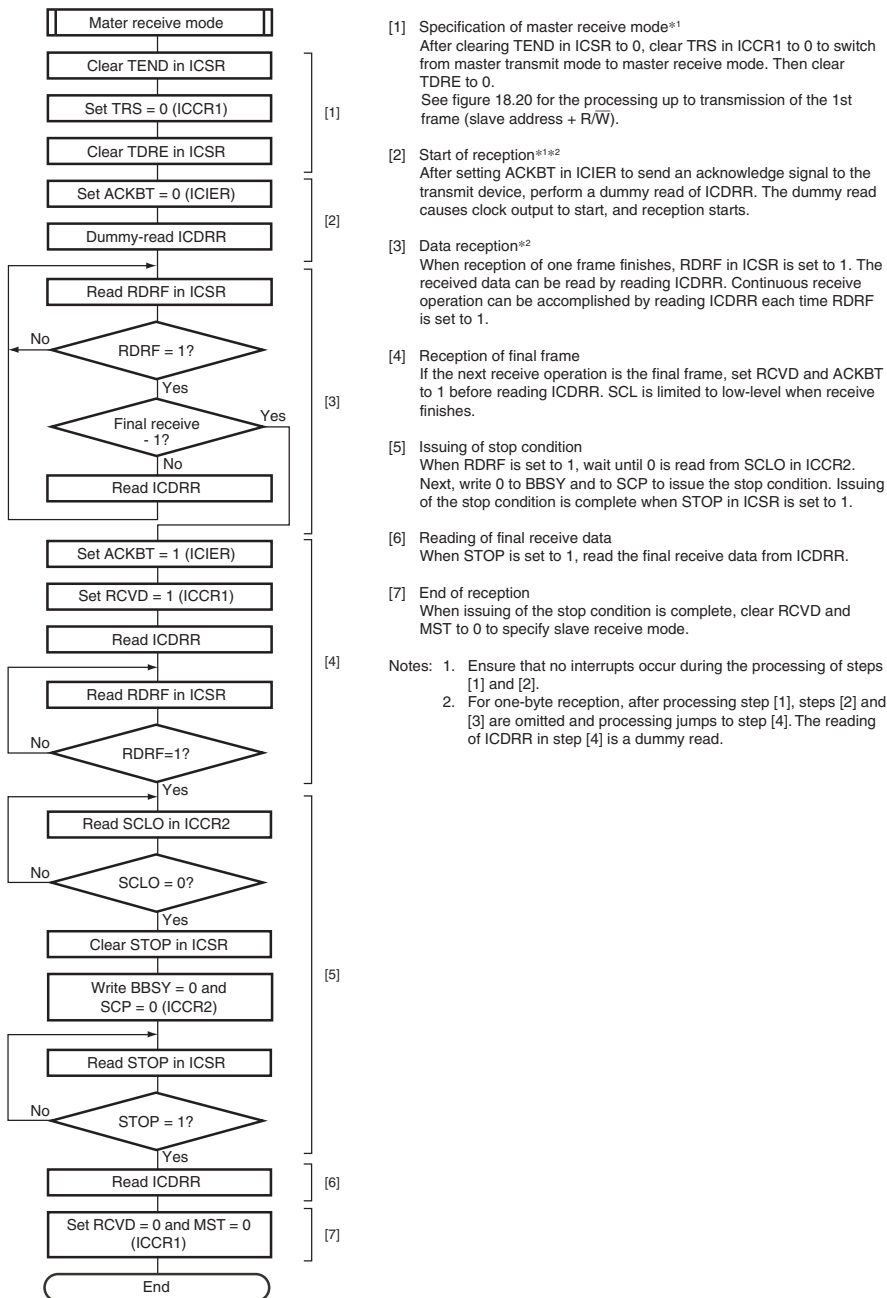 Mater receive mode
Clear TEND in ICSR
Set TRS = 0 (ICCR1)
Clear TDRE in ICSR
[1]
Set ACKBT = 0 (ICIER)
Dummy-read ICDRR
[2]
Read RDRF in ICSR
No
RDRF = 1?
Yes
Final receive
- 1?
Yes
No
Read ICDRR
[3]
Set ACKBT = 1 (ICIER)
Set RCVD = 1 (ICCR1)
Read ICDRR
Read RDRF in ICSR
No
RDRF=1?
Yes
[4]
Read SCLO in ICCR2
No
SCLO = 0?
Yes
Clear STOP in ICSR
Write BBSY = 0 and
SCP = 0 (ICCR2)
Read STOP in ICSR
No
STOP = 1?
Yes
[5]
Read ICDRR
[6]
Set RCVD = 0 and MST = 0
(ICCR1)
[7]
End
[1] Specification of master receive mode*1
After clearing TEND in ICSR to 0, clear TRS in ICCR1 to 0 to switch
from master transmit mode to master receive mode. Then clear
TDRE to 0.
See figure 18.20 for the processing up to transmission of the 1st
frame (slave address + R/W̅).
[2] Start of reception*1*2
After setting ACKBT in ICIER to send an acknowledge signal to the
transmit device, perform a dummy read of ICDRR. The dummy read
causes clock output to start, and reception starts.
[3] Data reception*2
When reception of one frame finishes, RDRF in ICSR is set to 1. The
received data can be read by reading ICDRR. Continuous receive
operation can be accomplished by reading ICDRR each time RDRF
is set to 1.
[4] Reception of final frame
If the next receive operation is the final frame, set RCVD and ACKBT
to 1 before reading ICDRR. SCL is limited to low-level when receive
finishes.
[5] Issuing of stop condition
When RDRF is set to 1, wait until 0 is read from SCLO in ICCR2.
Next, write 0 to BBSY and to SCP to issue the stop condition. Issuing
of the stop condition is complete when STOP in ICSR is set to 1.
[6] Reading of final receive data
When STOP is set to 1, read the final receive data from ICDRR.
[7] End of reception
When issuing of the stop condition is complete, clear RCVD and
MST to 0 to specify slave receive mode.
Notes: 1. Ensure that no interrupts occur during the processing of steps
[1] and [2].
2. For one-byte reception, after processing step [1], steps [2] and
[3] are omitted and processing jumps to step [4]. The reading
of ICDRR in step [4] is a dummy read.